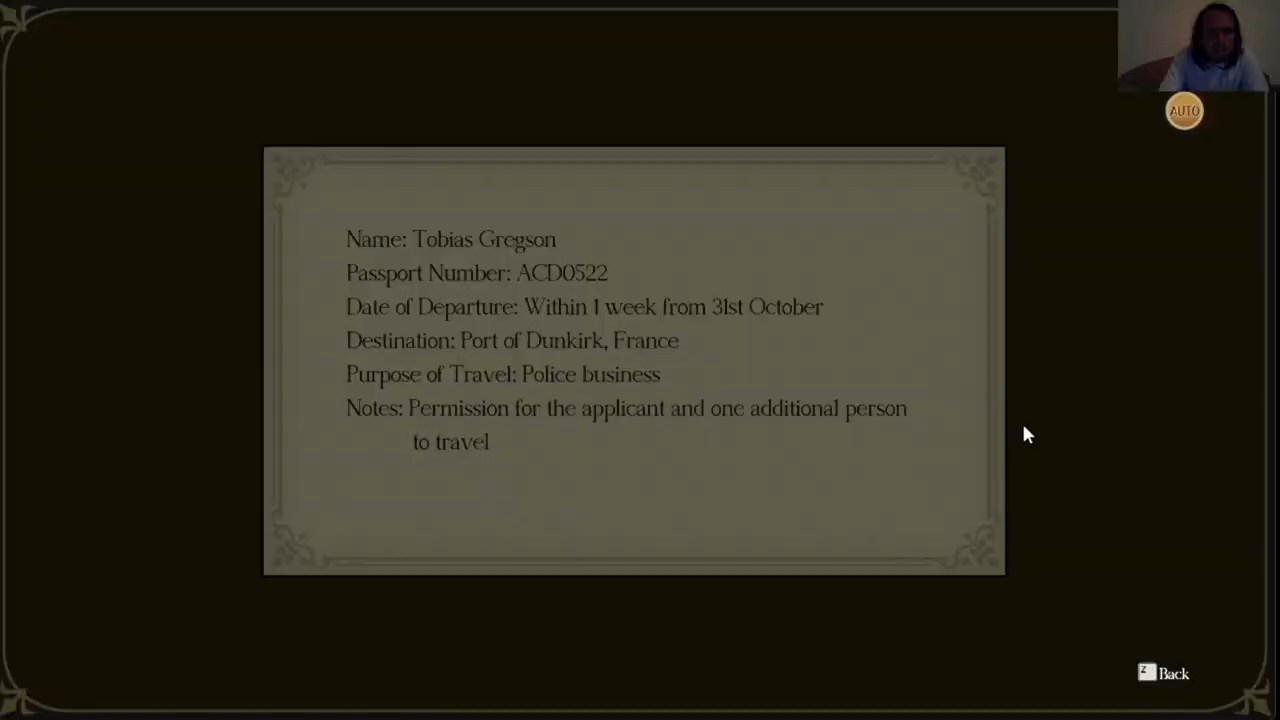 AUTO
Name: Tobias Gregson
Passport Number: ACD0522
Date of Departure: Within 1 week from 31st October
Destination: Port of Dunkirk, France
Purpose of Travel: Police business
Notes: Permission for the applicant and one additional person
to travel
Z Back